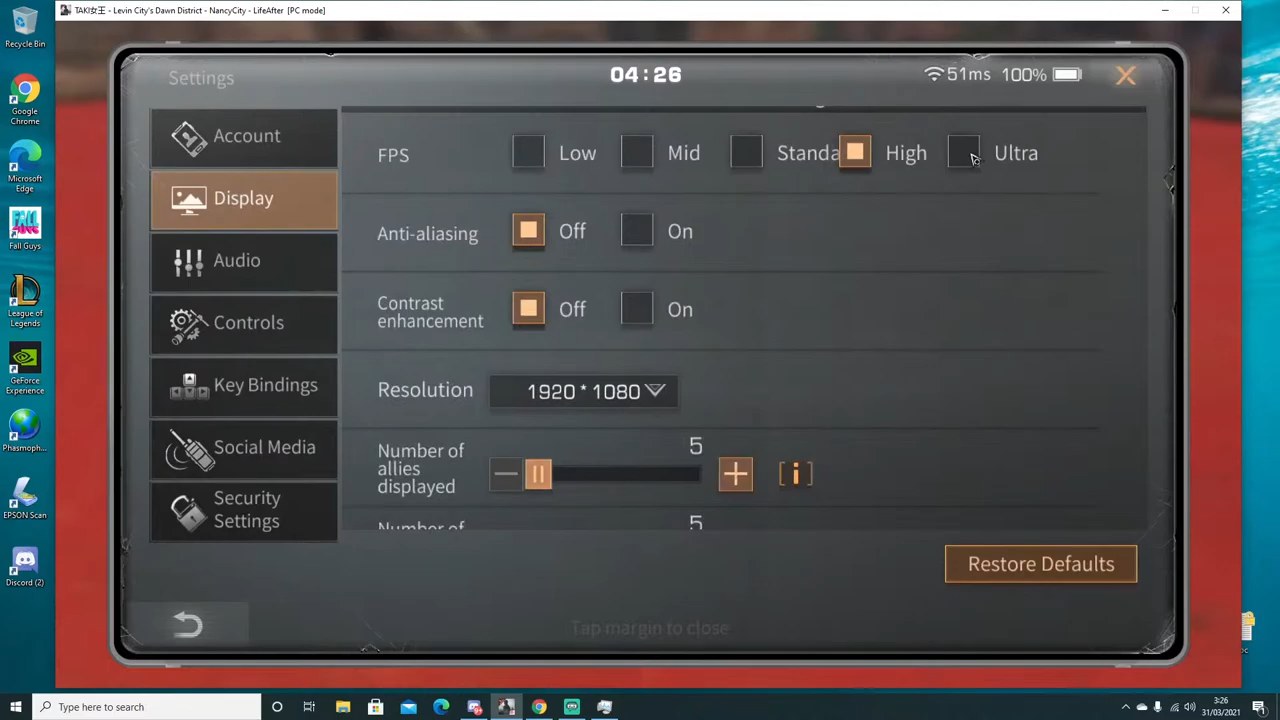 TAKI女王 - Levin City's Dawn District - NancyCity - LifeAfter [PC mode]
Recycle Bin
Google
Chrome
Microsoft
Edge
Fall Guys
League of
Legends
GeForce
Experience
Phasmoph...
EPSON Scan
Discord (2)
Settings
04:26
51ms 100%
Account
Display
Audio
Controls
Key Bindings
Social Media
Security
Settings
FPS
Low
Mid
Standa
High
Ultra
Anti-aliasing
Off
On
Contrast
enhancement
Off
On
Resolution
1920 * 1080
Number of
allies
displayed
5
[i]
Number of
5
Restore Defaults
Tap margin to close
Type here to search
3:26
31/03/2021